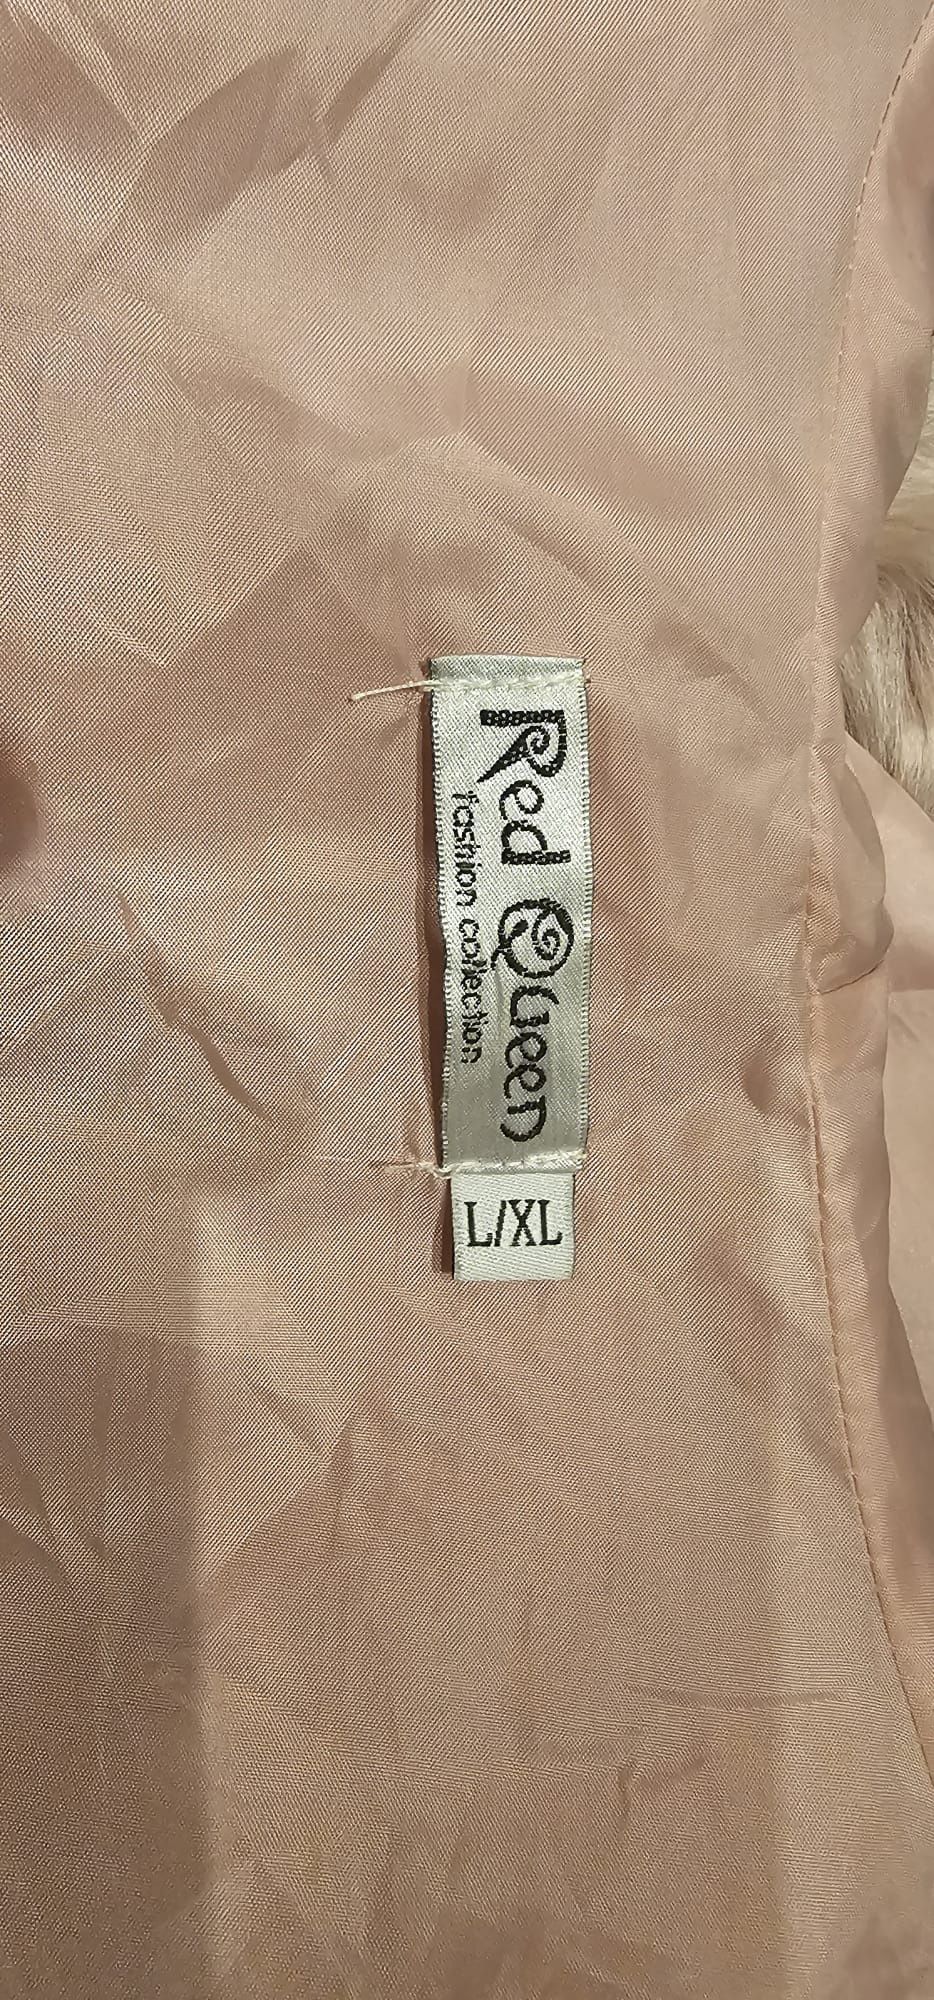 Red Queen
fashion collection
L/XL